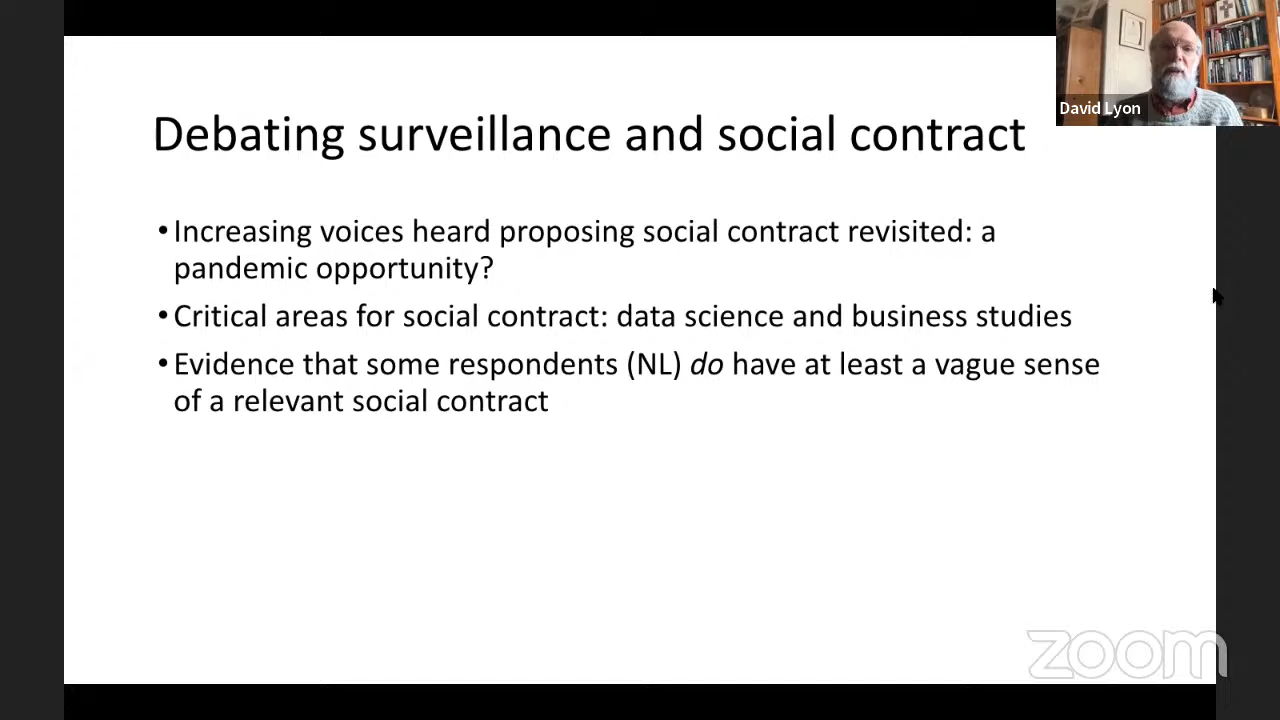 David Lyon
Debating surveillance and social contract
•Increasing voices heard proposing social contract revisited: a
pandemic opportunity?
•Critical areas for social contract: data science and business studies
•Evidence that some respondents (NL) do have at least a vague sense
of a relevant social contract
zoom